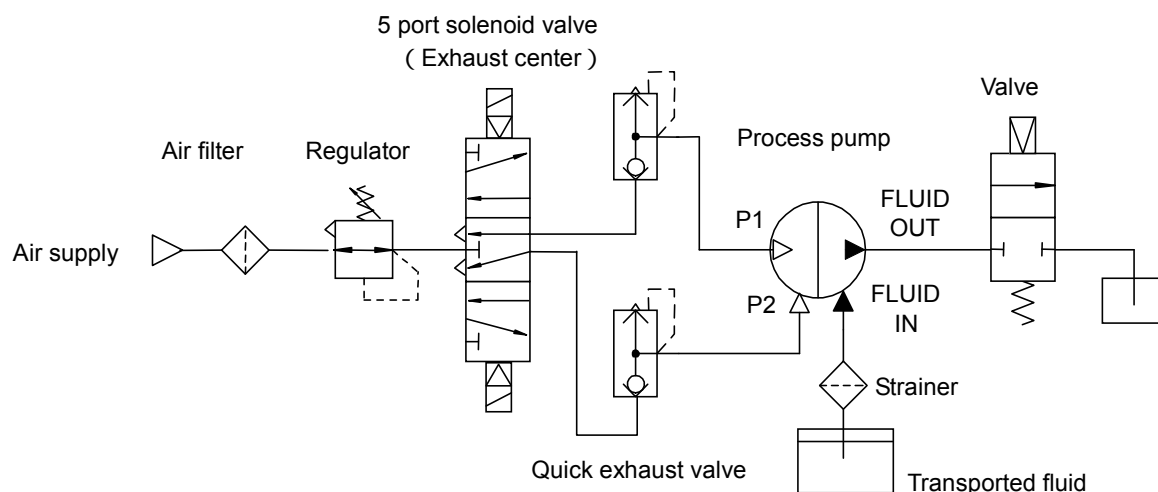 5 port solenoid valve
( Exhaust center )
Valve
Air filter
Regulator
Process pump
P1
FLUID
OUT
Air supply
P2
FLUID
IN
Strainer
Quick exhaust valve
Transported fluid